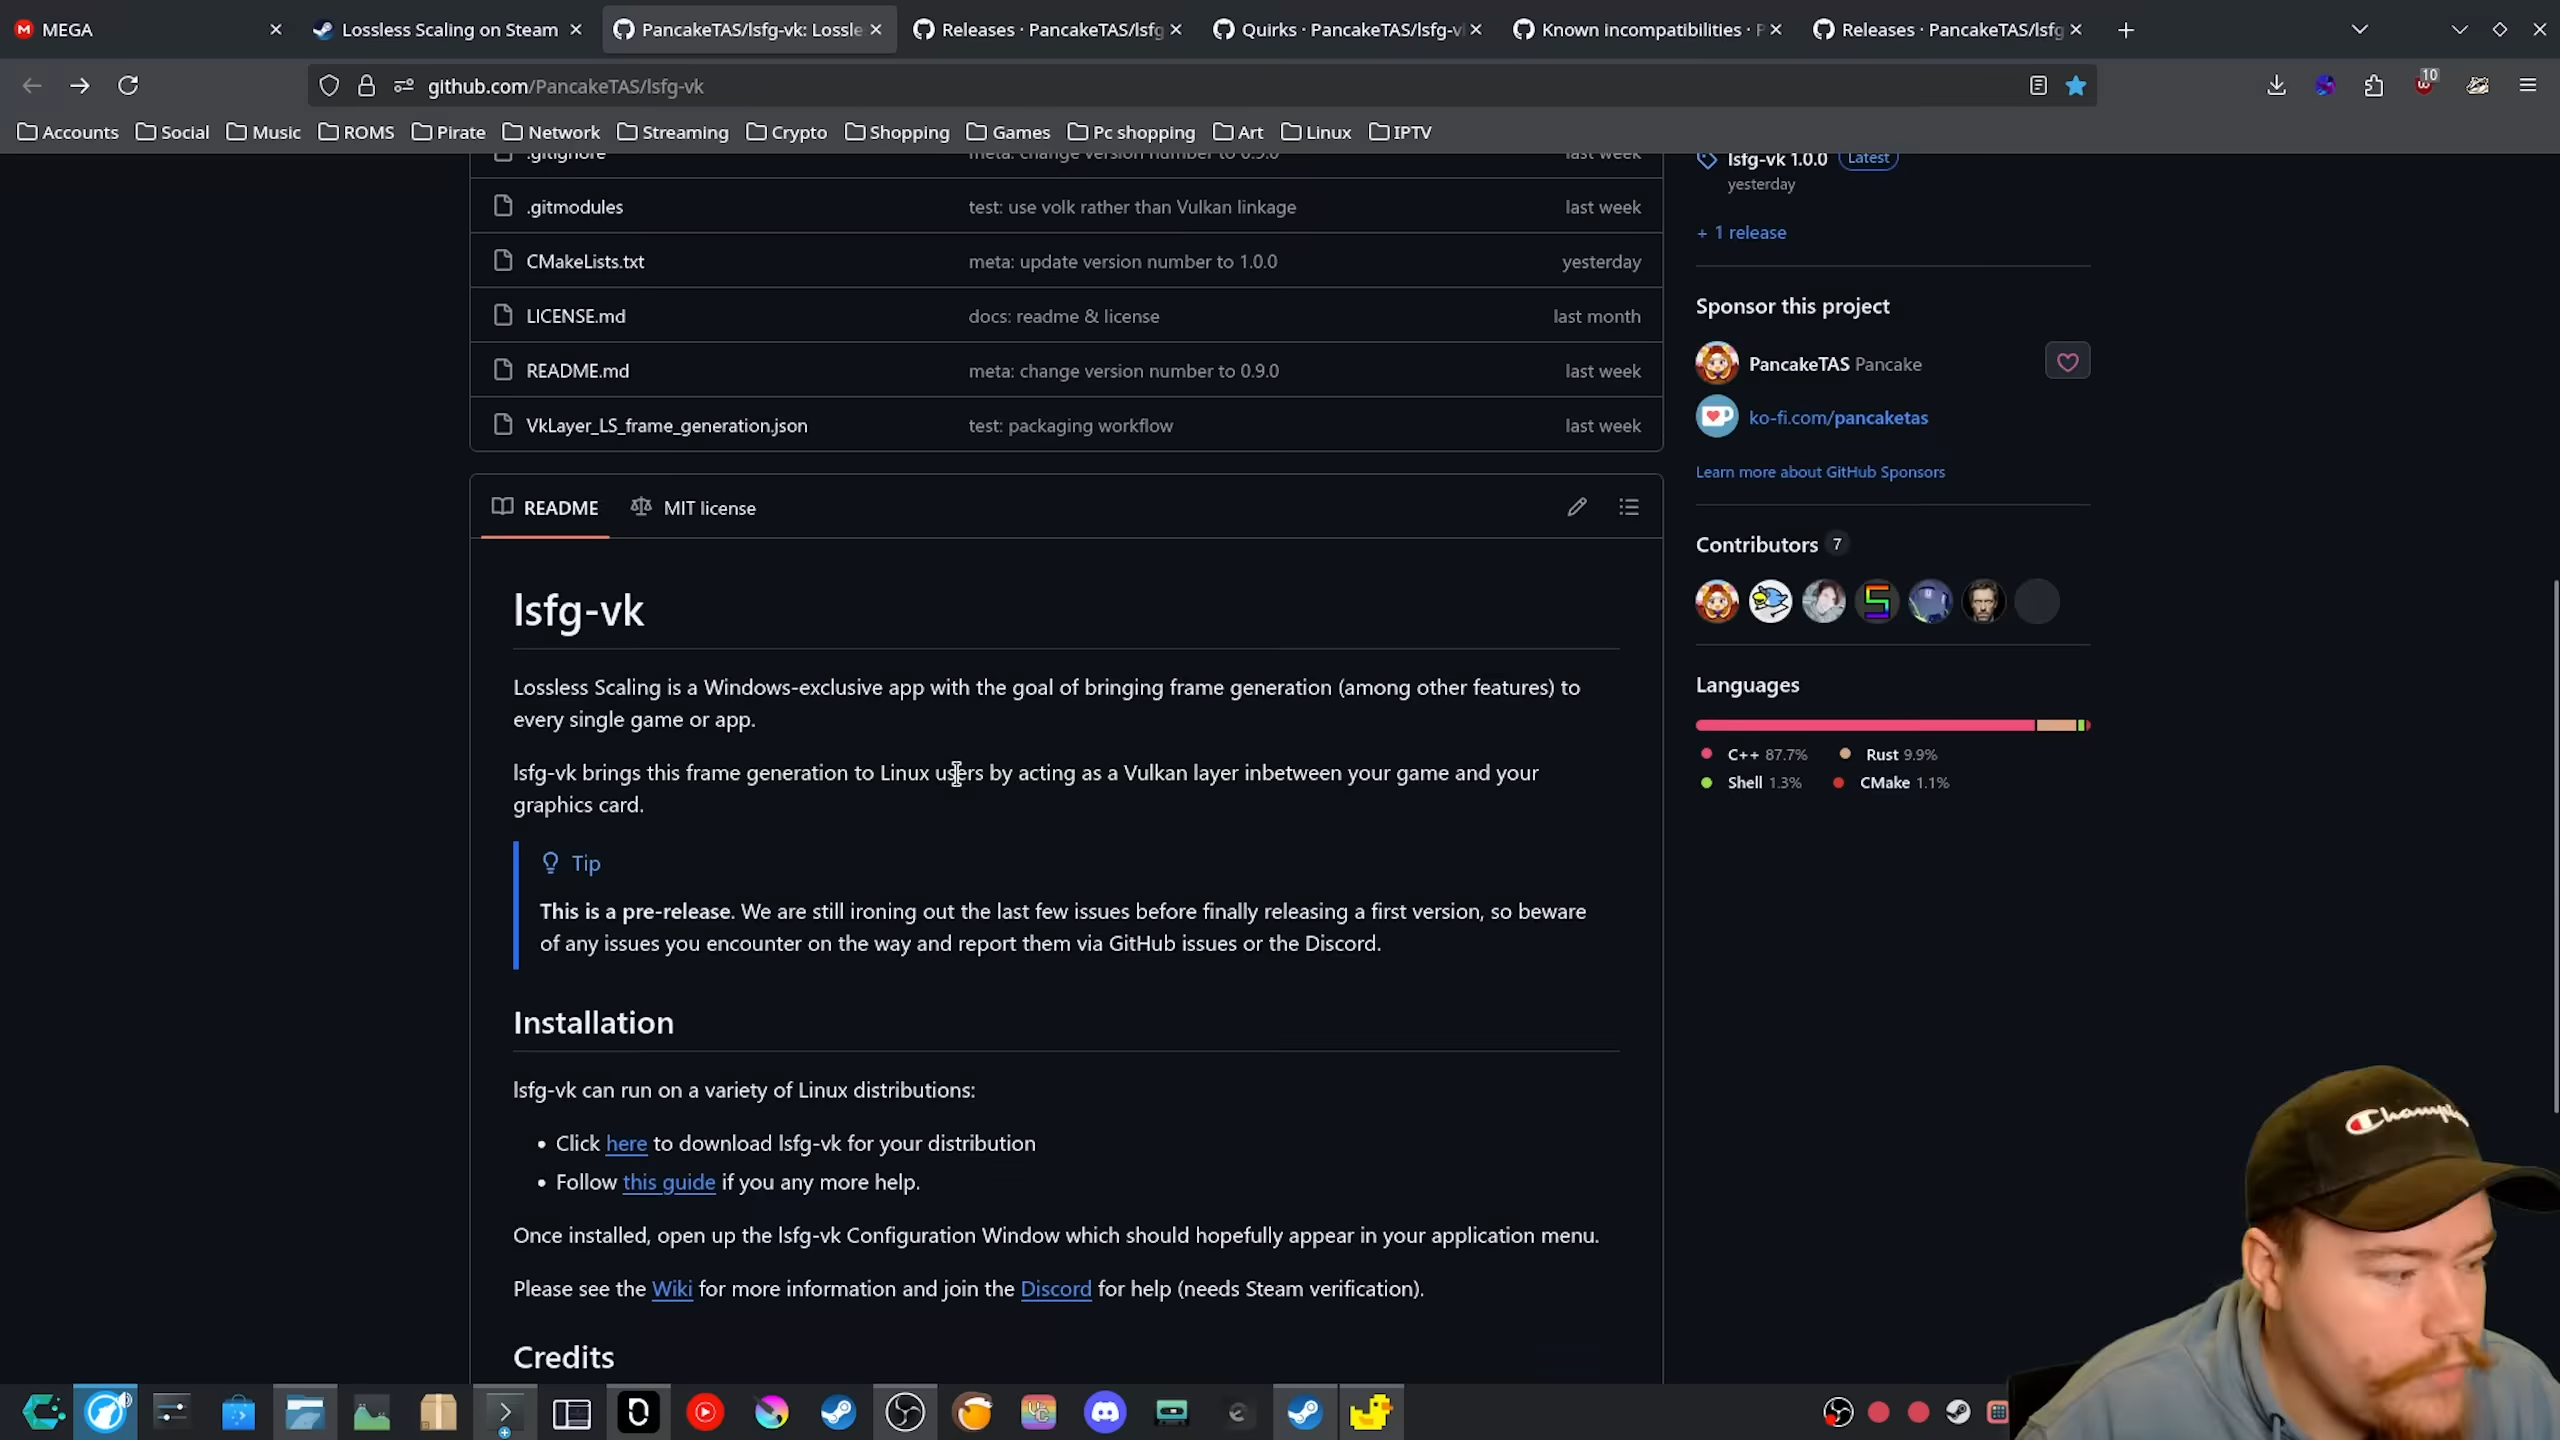 MEGA
Lossless Scaling on Steam
PancakeTAS/lsfg-vk: Lossle
Releases · PancakeTAS/lsfg
Quirks · PancakeTAS/lsfg-vl
Known incompatibilities · P
Releases · PancakeTAS/lsfg
github.com/PancakeTAS/lsfg-vk
10
Accounts
Social
Music
ROMS
Pirate
Network
Streaming
Crypto
Shopping
Games
Pc shopping
Art
Linux
IPTV
.gitignore meta: change version number to 0.9.0 last week
.gitmodules test: use volk rather than Vulkan linkage last week
CMakeLists.txt meta: update version number to 1.0.0 yesterday
LICENSE.md docs: readme & license last month
README.md meta: change version number to 0.9.0 last week
VkLayer_LS_frame_generation.json test: packaging workflow last week
README
MIT license
lsfg-vk
Lossless Scaling is a Windows-exclusive app with the goal of bringing frame generation (among other features) to
every single game or app.
lsfg-vk brings this frame generation to Linux users by acting as a Vulkan layer inbetween your game and your
graphics card.
Tip
This is a pre-release. We are still ironing out the last few issues before finally releasing a first version, so beware
of any issues you encounter on the way and report them via GitHub issues or the Discord.
Installation
lsfg-vk can run on a variety of Linux distributions:
• Click here to download lsfg-vk for your distribution
• Follow this guide if you any more help.
Once installed, open up the lsfg-vk Configuration Window which should hopefully appear in your application menu.
Please see the Wiki for more information and join the Discord for help (needs Steam verification).
Credits
lsfg-vk 1.0.0 Latest
yesterday
+ 1 release
Sponsor this project
PancakeTAS Pancake
ko-fi.com/pancaketas
Learn more about GitHub Sponsors
Contributors 7
Languages
C++ 87.7% Rust 9.9%
Shell 1.3% CMake 1.1%
Champion